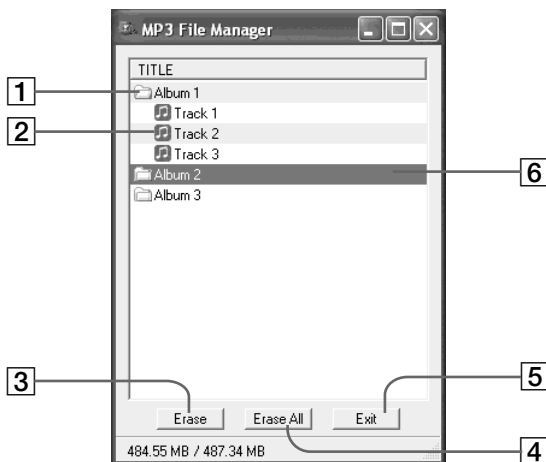 MP3 File Manager
TITLE
1
Album 1
Track 1
2
Track 2
Track 3
Album 2
6
Album 3
3
5
Erase
Erase All
Exit
484.55 MB / 487.34 MB
4